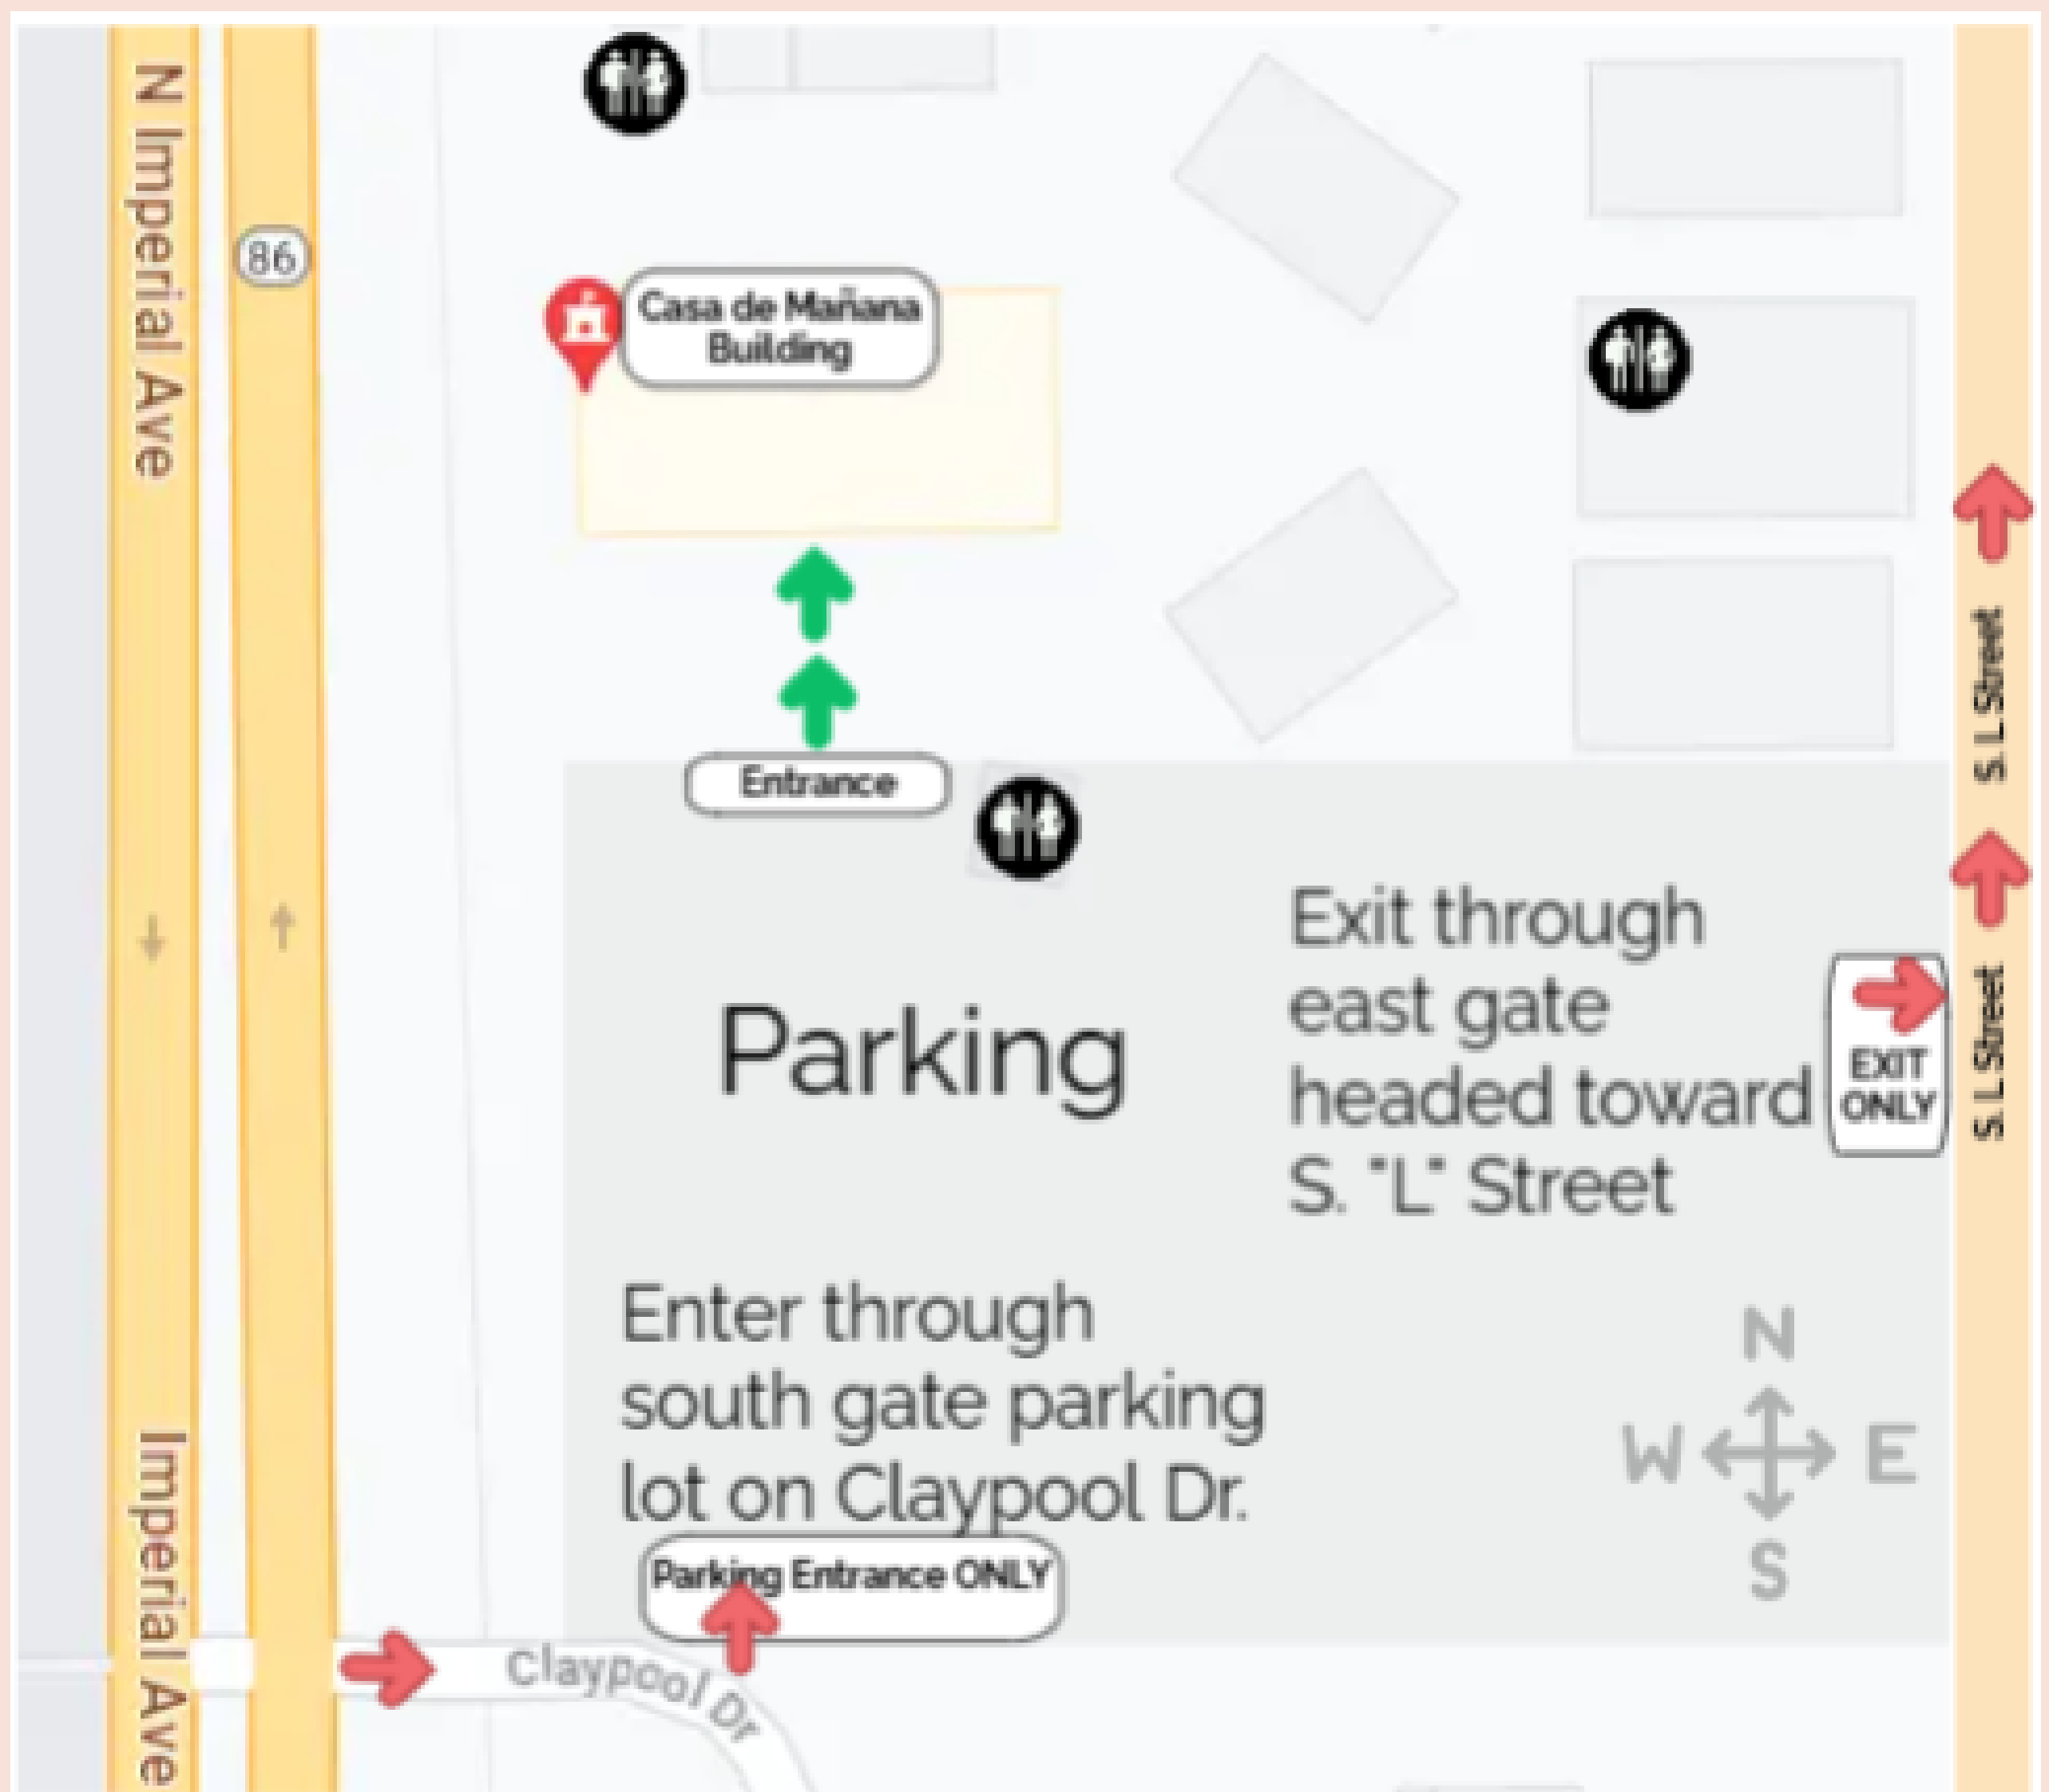 N Imperial Ave
86
Casa de Mañana
Building
Entrance
S. L Street
Parking
Exit through
east gate
headed toward
S. "L" Street
EXIT
ONLY
S. L Street
Enter through
south gate parking
lot on Claypool Dr.
Parking Entrance ONLY
N
W E
S
Imperial Ave
Claypool Dr